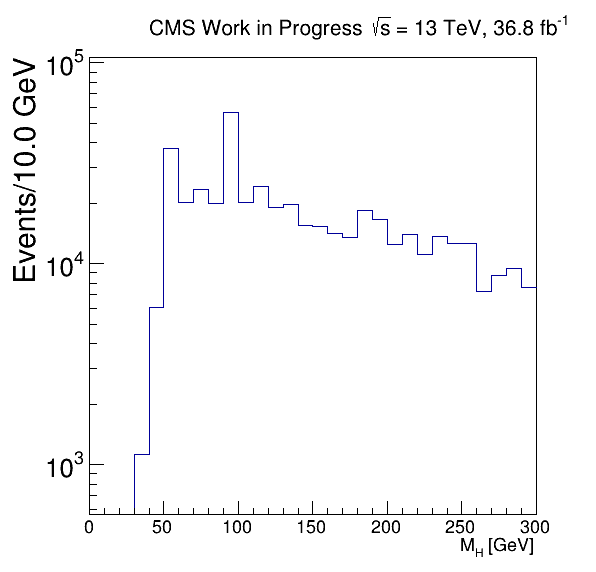 CMS Work in Progress √s = 13 TeV, 36.8 fb⁻¹
Events/10.0 GeV
10⁵
10⁴
10³
0 50 100 150 200 250 300
M_H [GeV]